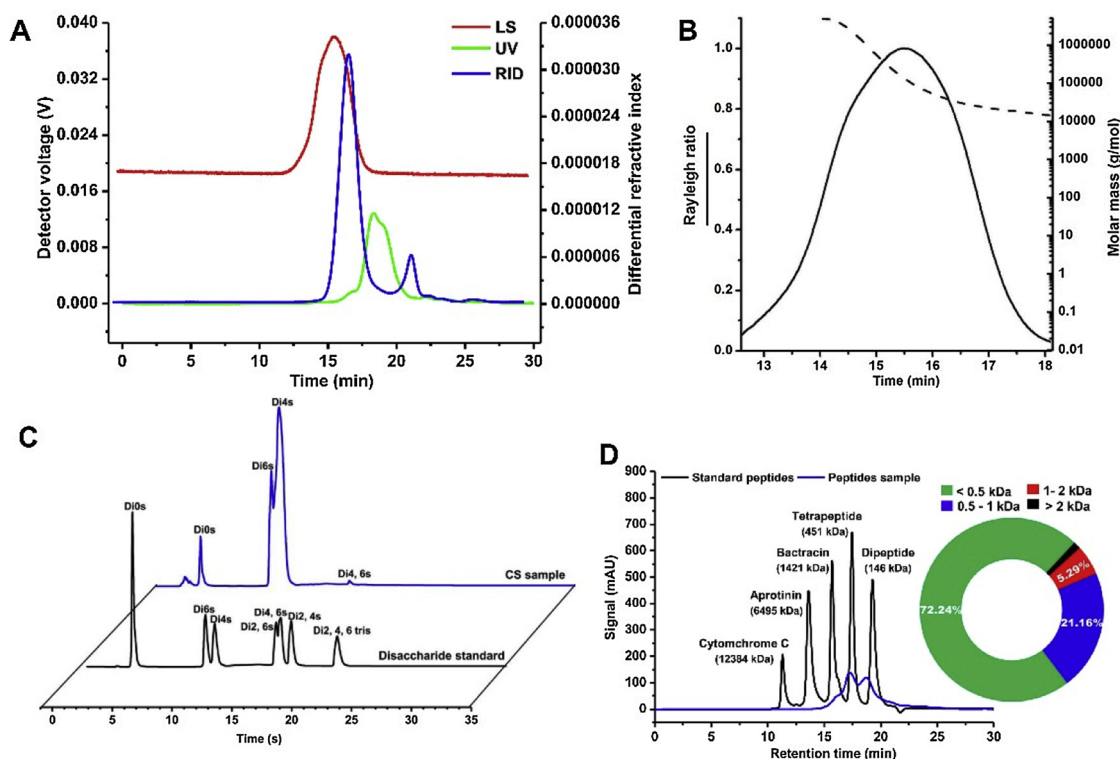 A
LS
UV
RID
0.040
0.032
0.024
0.016
0.008
0.000
Detector voltage (V)
0.000036
0.000030
0.000024
0.000018
0.000012
0.000006
0.000000
Differential refractive index
0 5 10 15 20 25 30
Time (min)
B
1.0
0.8
0.6
0.4
0.2
0.0
Rayleigh ratio
1000000
100000
10000
1000
100
10
1
0.1
0.01
Molar mass (g/mol)
13 14 15 16 17 18
Time (min)
C
Di4s
Di6s
Di0s
Di4, 6s
CS sample
Di0s
Di6s
Di4s
Di4, 6s
Di2, 6s
Di2, 4s
Di2, 4, 6 tris
Disaccharide standard
0 5 10 15 20 25 30 35
Time (s)
D
900
800
700
600
500
400
300
200
100
0
Signal (mAU)
Standard peptides
Peptides sample
Tetrapeptide
(451 kDa)
Bactracin
(1421 kDa)
Dipeptide
(146 kDa)
Aprotinin
(6495 kDa)
Cytomchrome C
(12384 kDa)
0 5 10 15 20 25 30
Retention time (min)
< 0.5 kDa
1- 2 kDa
0.5 - 1 kDa
> 2 kDa
5.29%
72.24%
21.16%